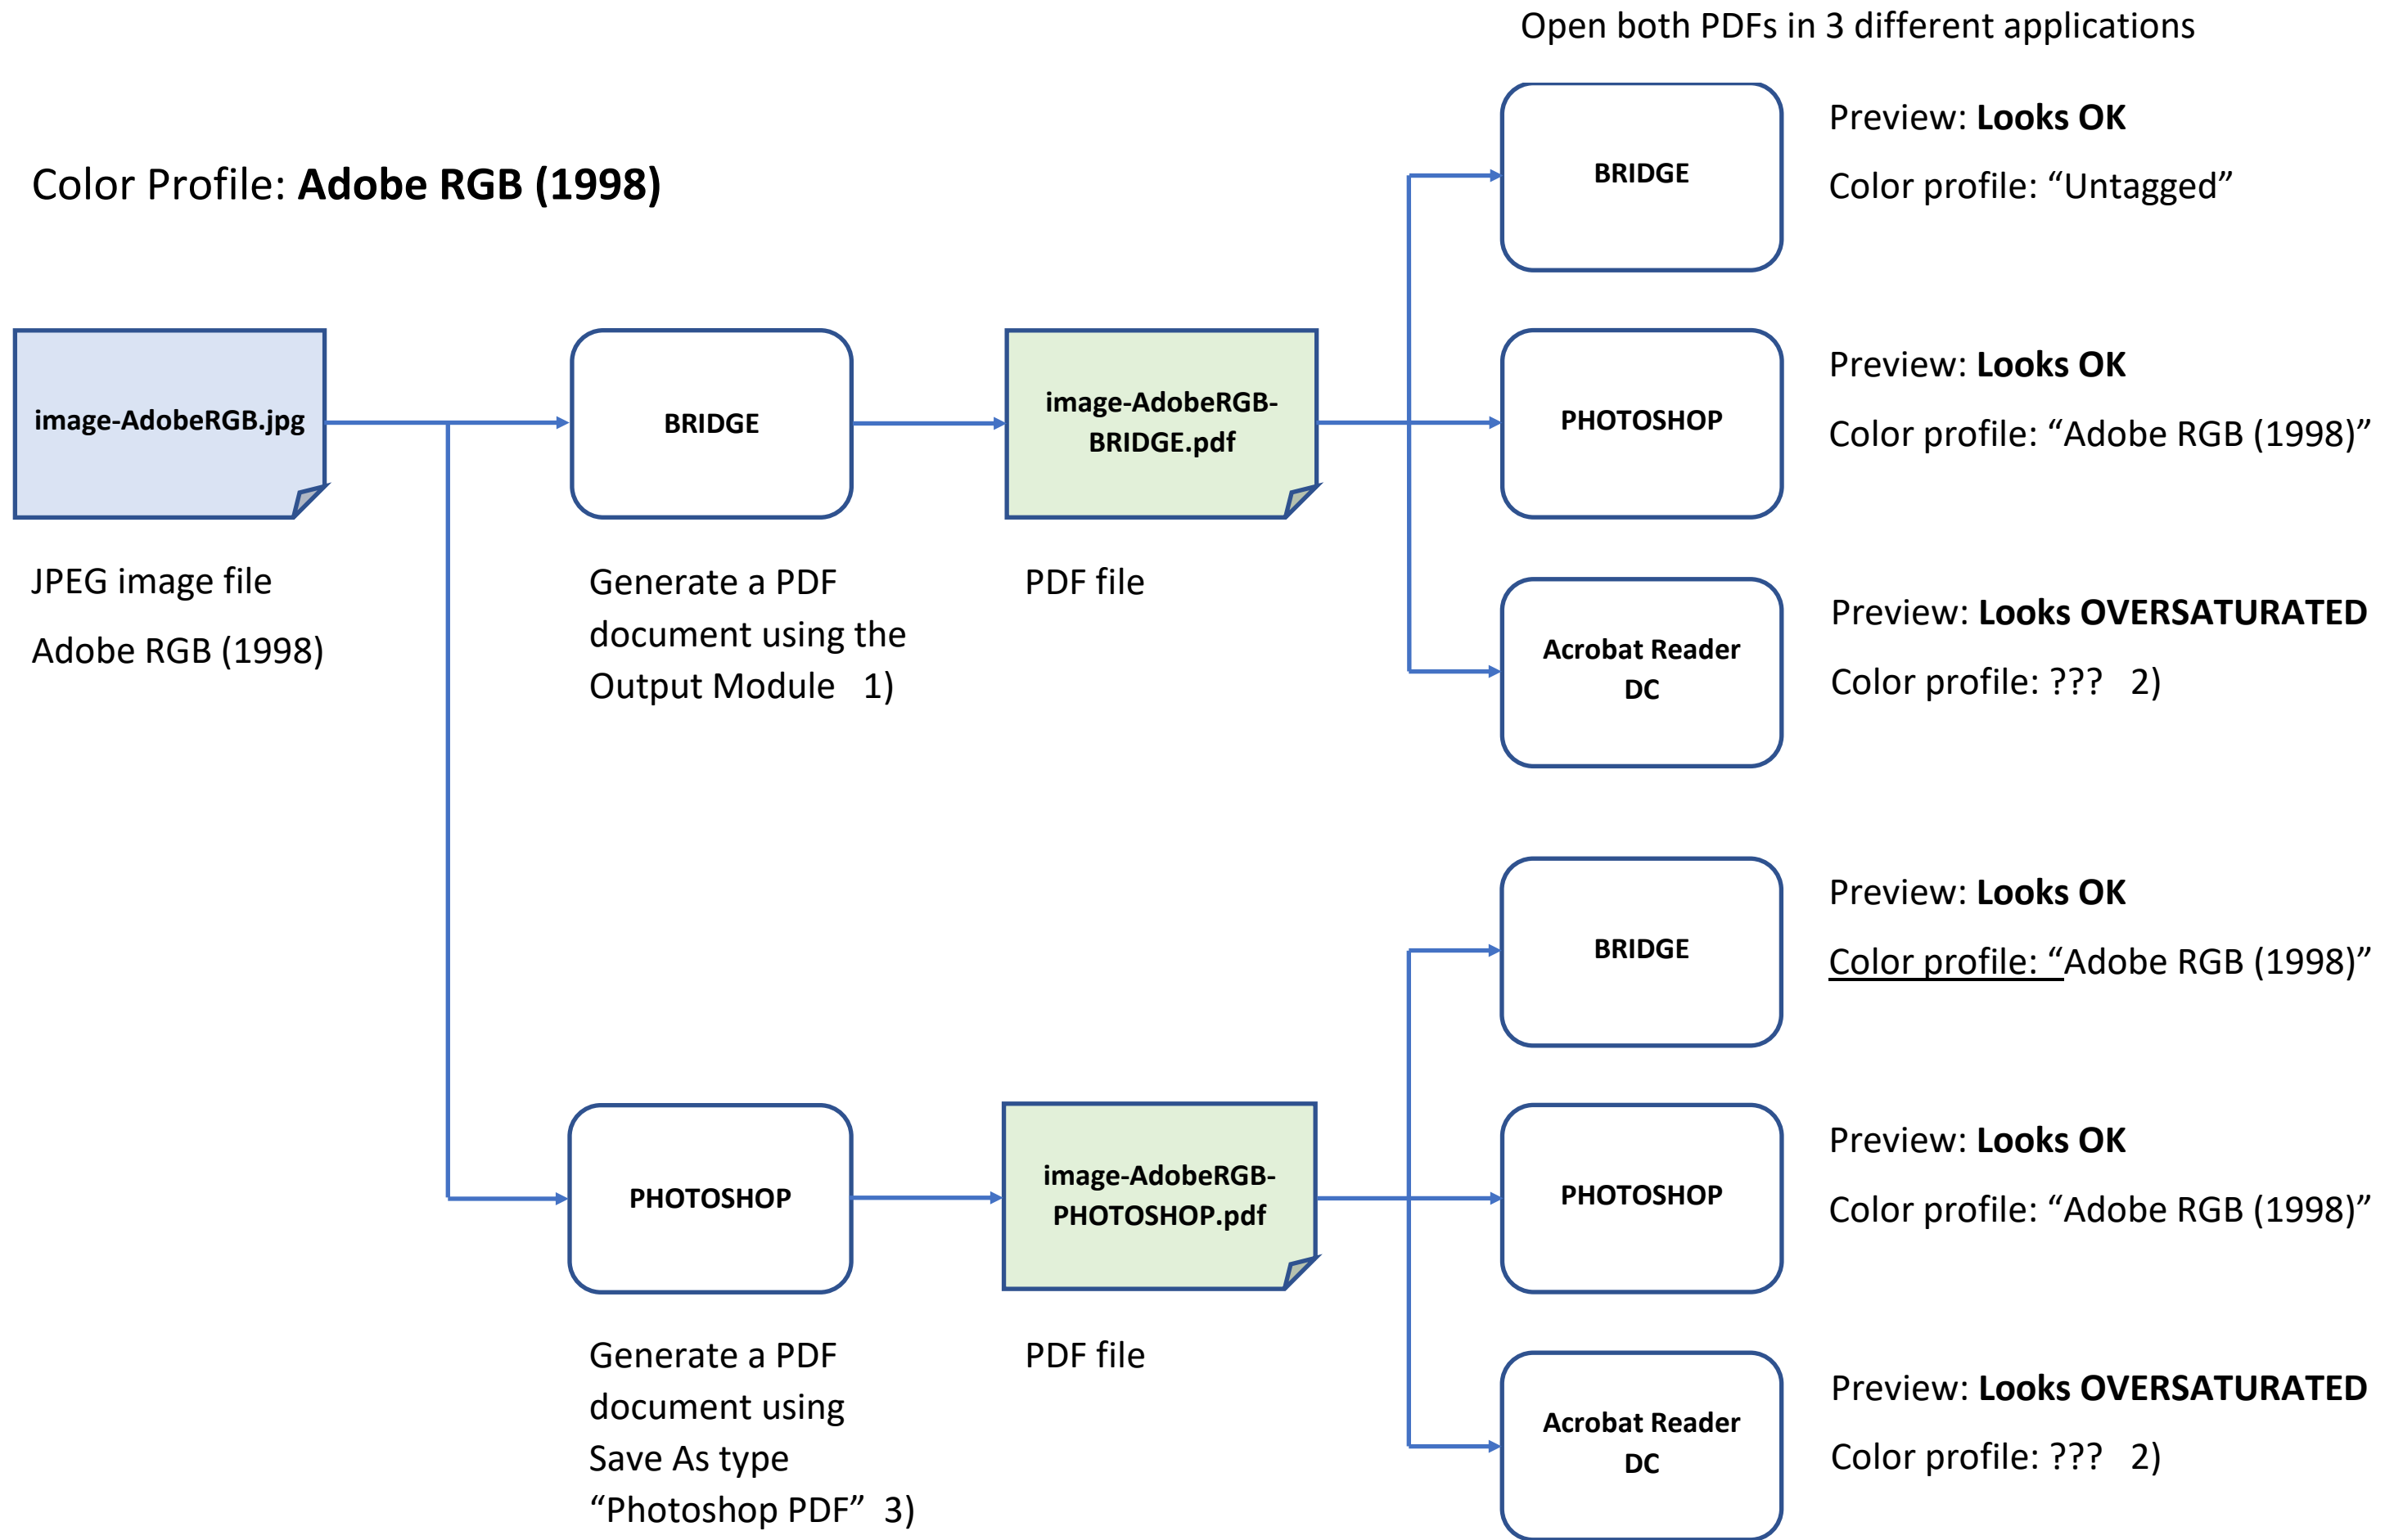 Open both PDFs in 3 different applications
Color Profile: Adobe RGB (1998)
image-AdobeRGB.jpg
JPEG image file
Adobe RGB (1998)
BRIDGE
Generate a PDF
document using the
Output Module 1)
image-AdobeRGB-
BRIDGE.pdf
PDF file
BRIDGE
Preview: Looks OK
Color profile: “Untagged”
PHOTOSHOP
Preview: Looks OK
Color profile: “Adobe RGB (1998)”
Acrobat Reader
DC
Preview: Looks OVERSATURATED
Color profile: ??? 2)
PHOTOSHOP
Generate a PDF
document using
Save As type
“Photoshop PDF” 3)
image-AdobeRGB-
PHOTOSHOP.pdf
PDF file
BRIDGE
Preview: Looks OK
Color profile: “Adobe RGB (1998)”
PHOTOSHOP
Preview: Looks OK
Color profile: “Adobe RGB (1998)”
Acrobat Reader
DC
Preview: Looks OVERSATURATED
Color profile: ??? 2)